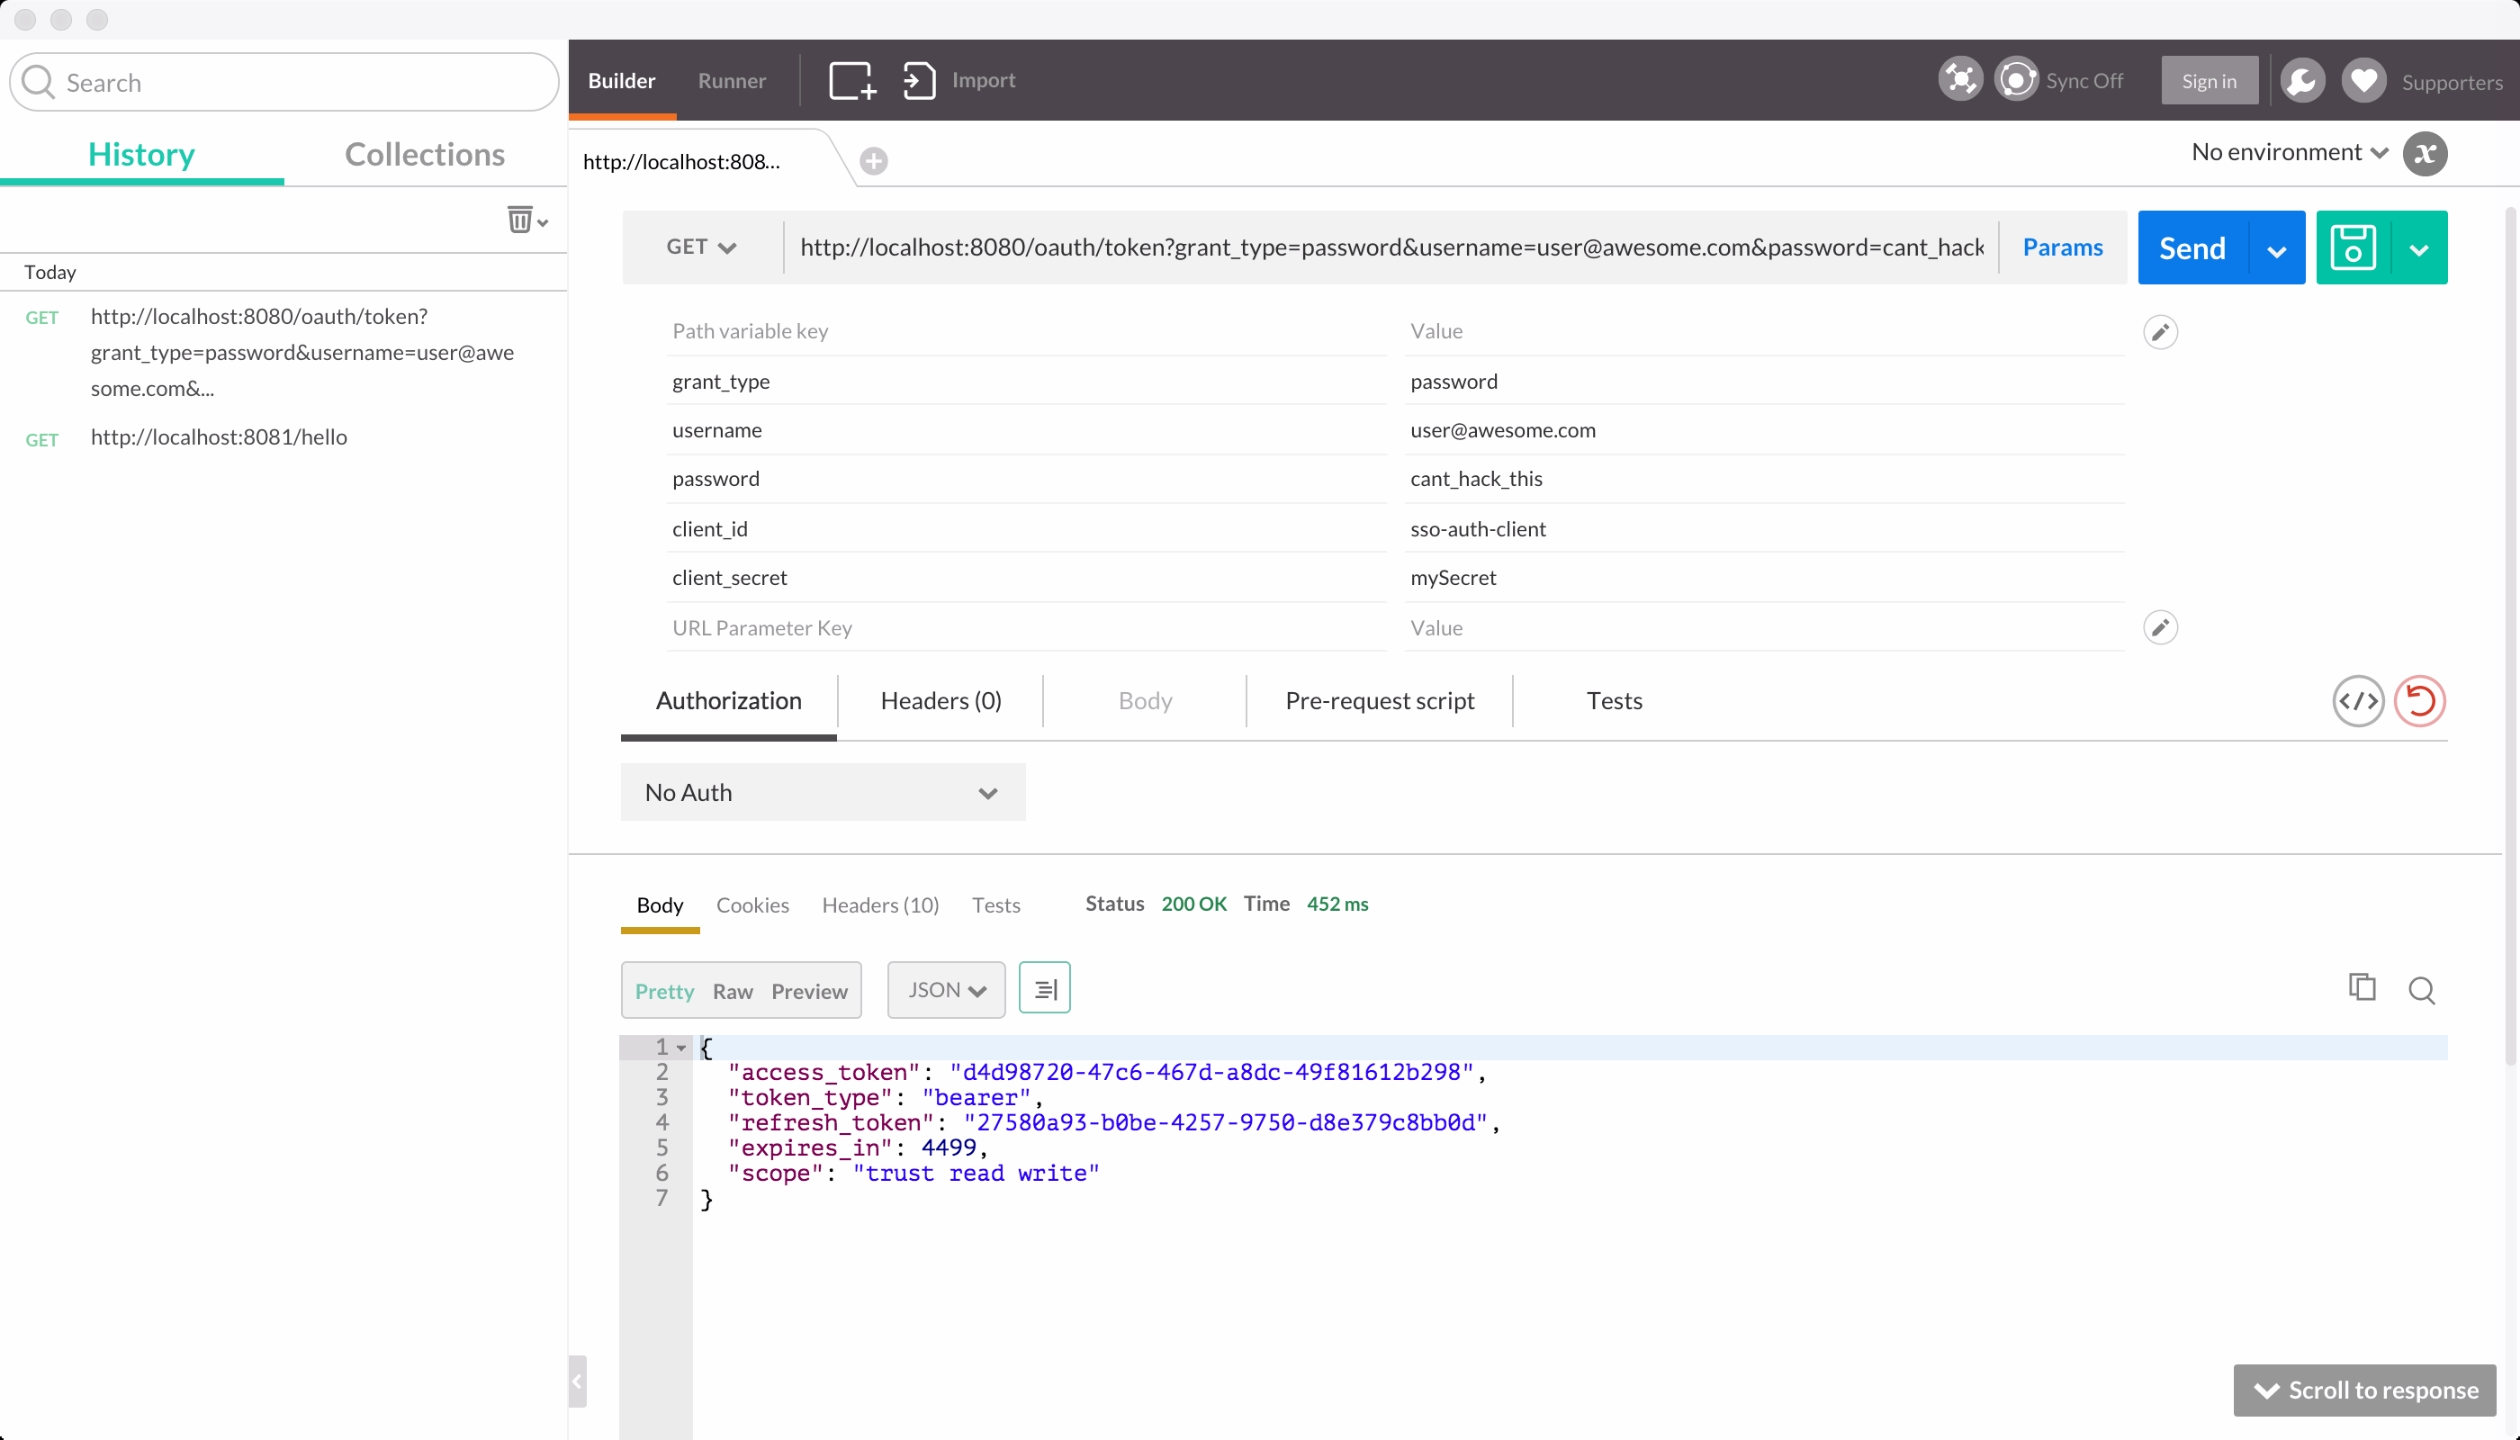 Search
History Collections
Today
GET http://localhost:8080/oauth/token?
grant_type=password&username=user@awe
some.com&...
GET http://localhost:8081/hello
Builder Runner Import Sync Off Sign in Supporters
http://localhost:808... No environment
GET http://localhost:8080/oauth/token?grant_type=password&username=user@awesome.com&password=cant_hack Params Send
Path variable key Value
grant_type password
username user@awesome.com
password cant_hack_this
client_id sso-auth-client
client_secret mySecret
URL Parameter Key Value
Authorization Headers (0) Body Pre-request script Tests
No Auth
Body Cookies Headers (10) Tests Status 200 OK Time 452 ms
Pretty Raw Preview JSON
1 {
2 "access_token": "d4d98720-47c6-467d-a8dc-49f81612b298",
3 "token_type": "bearer",
4 "refresh_token": "27580a93-b0be-4257-9750-d8e379c8bb0d",
5 "expires_in": 4499,
6 "scope": "trust read write"
7 }
Scroll to response